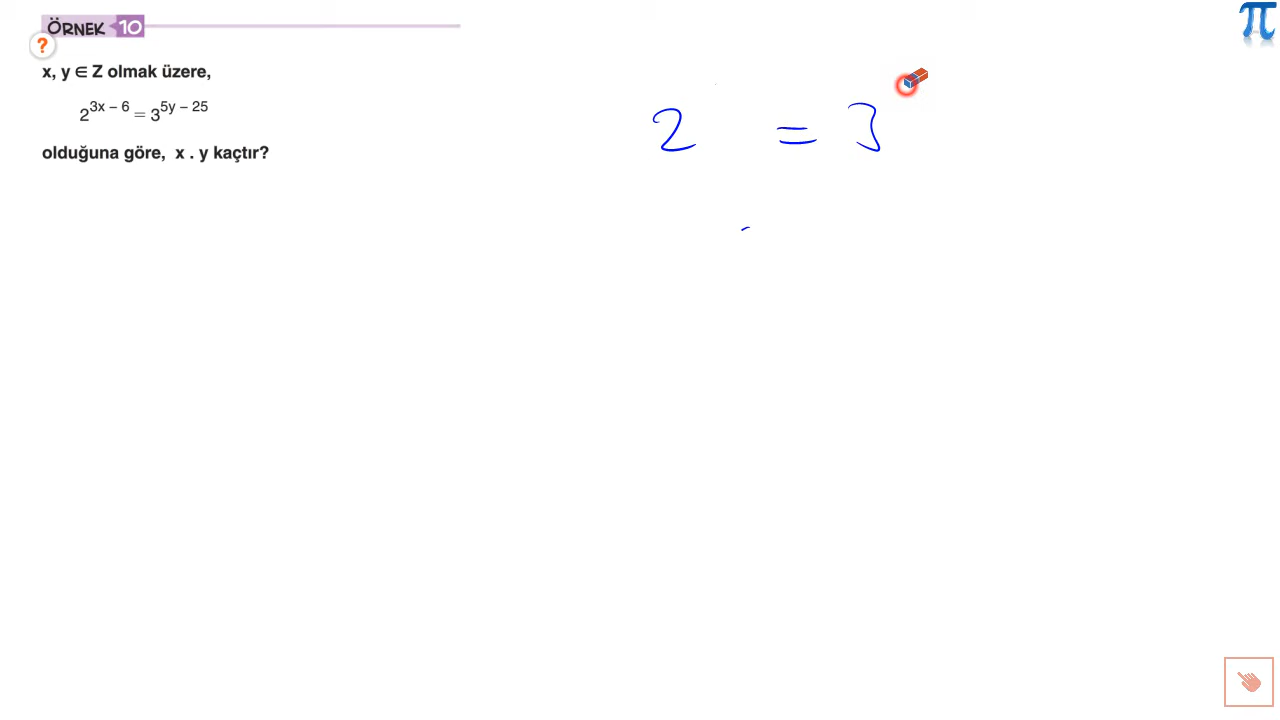 ÖRNEK 10
?
x, y ∈ Z olmak üzere,
2^(3x – 6) = 3^(5y – 25)
olduğuna göre, x . y kaçtır?
2 = 3
π